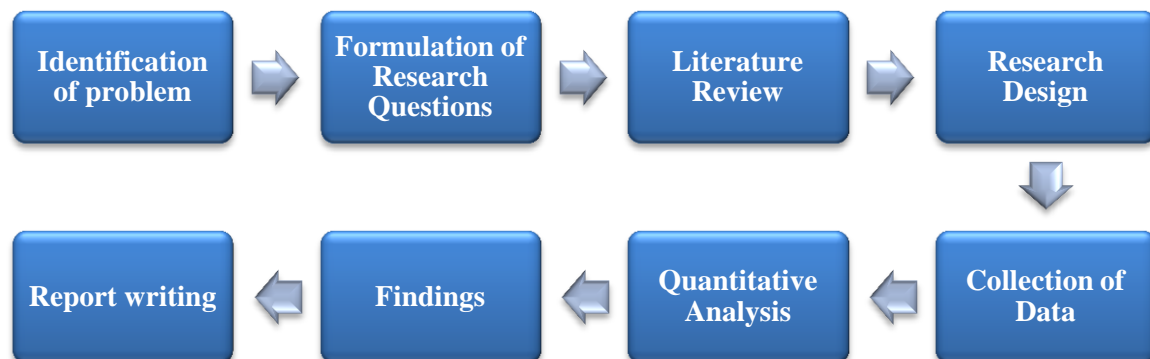 Identification
of problem
Formulation of
Research
Questions
Literature
Review
Research
Design
Collection of
Data
Quantitative
Analysis
Findings
Report writing